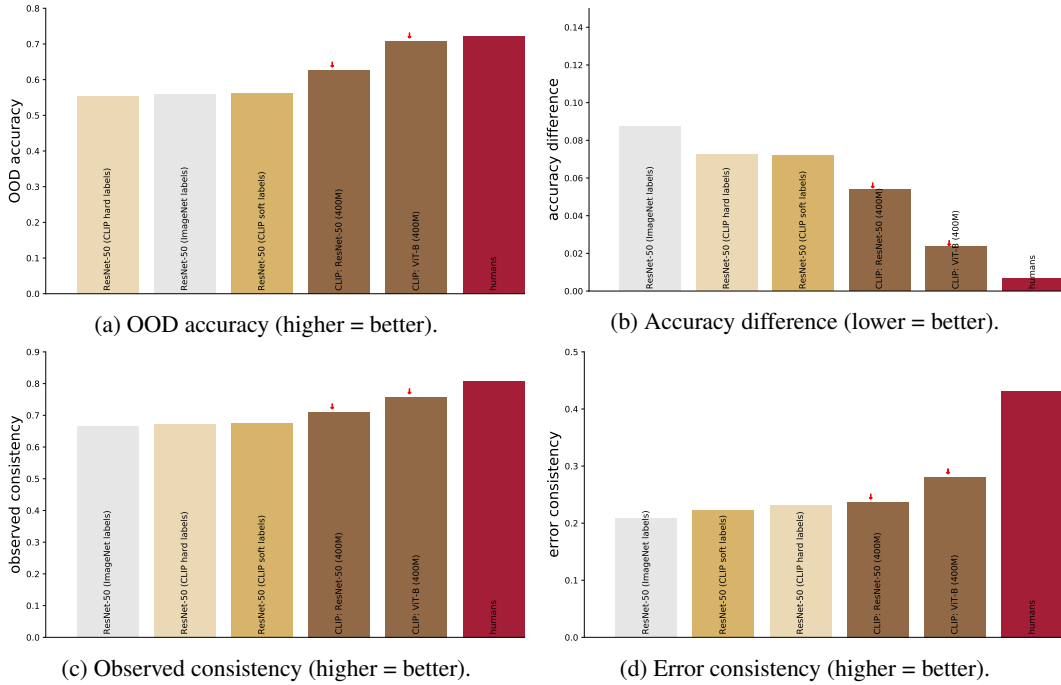 OOD accuracy
0.8
0.7
0.6
0.5
0.4
0.3
0.2
0.1
0.0
ResNet-50 (CLIP hard labels)
ResNet-50 (ImageNet labels)
ResNet-50 (CLIP soft labels)
CLIP: ResNet-50 (400M)
CLIP: ViT-B (400M)
humans
(a) OOD accuracy (higher = better).
accuracy difference
0.14
0.12
0.10
0.08
0.06
0.04
0.02
0.00
ResNet-50 (ImageNet labels)
ResNet-50 (CLIP hard labels)
ResNet-50 (CLIP soft labels)
CLIP: ResNet-50 (400M)
CLIP: ViT-B (400M)
humans
(b) Accuracy difference (lower = better).
observed consistency
0.9
0.8
0.7
0.6
0.5
0.4
0.3
0.2
0.1
0.0
ResNet-50 (ImageNet labels)
ResNet-50 (CLIP hard labels)
ResNet-50 (CLIP soft labels)
CLIP: ResNet-50 (400M)
CLIP: ViT-B (400M)
humans
(c) Observed consistency (higher = better).
error consistency
0.5
0.4
0.3
0.2
0.1
0.0
ResNet-50 (ImageNet labels)
ResNet-50 (CLIP soft labels)
ResNet-50 (CLIP hard labels)
CLIP: ResNet-50 (400M)
CLIP: ViT-B (400M)
humans
(d) Error consistency (higher = better).